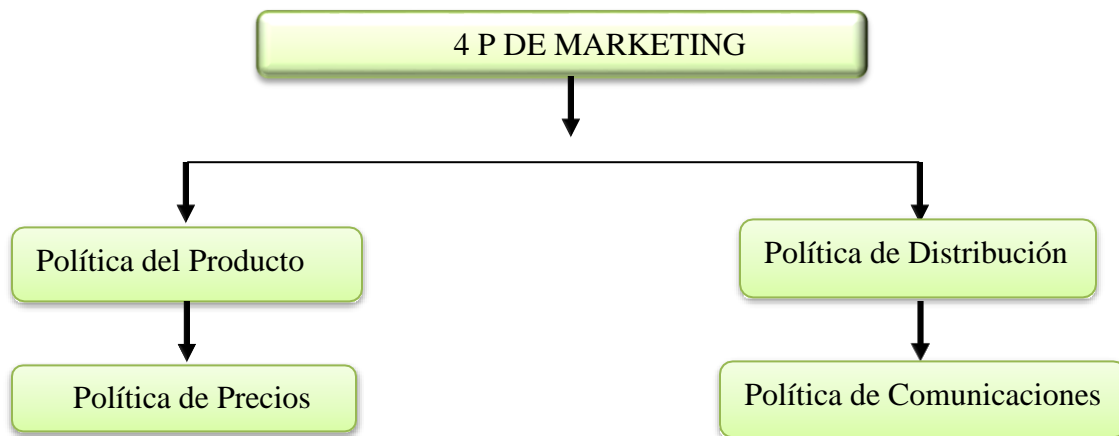 4 P DE MARKETING
Política del Producto
Política de Distribución
Política de Precios
Política de Comunicaciones